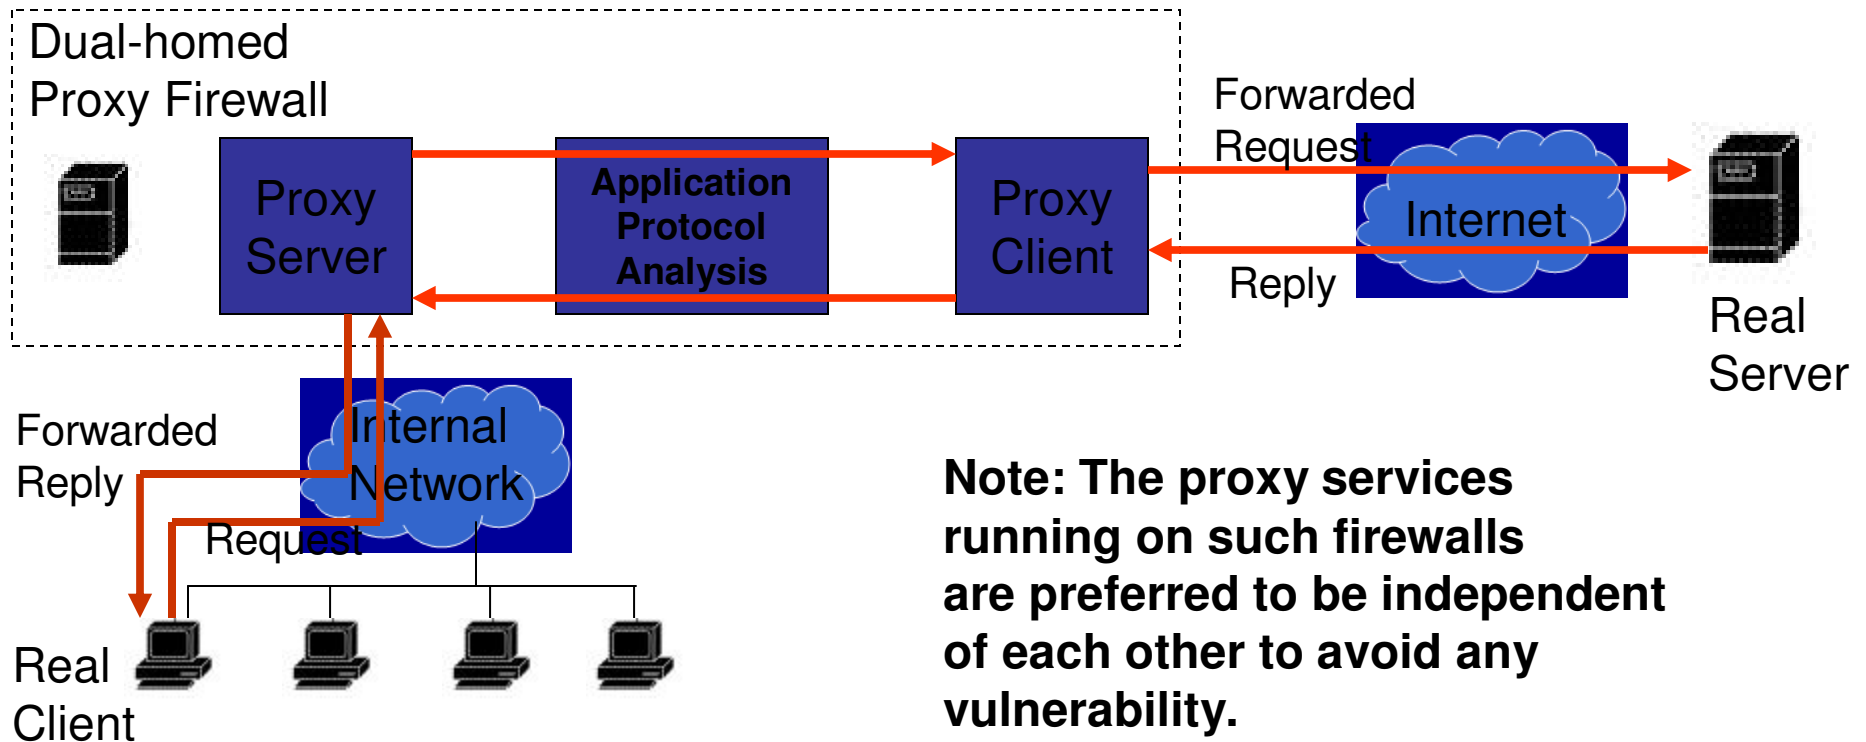 Dual-homed
Proxy Firewall
Proxy
Server
Application
Protocol
Analysis
Proxy
Client
Forwarded
Request
Internet
Reply
Real
Server
Forwarded
Reply
Internal
Network
Request
Real
Client
Note: The proxy services
running on such firewalls
are preferred to be independent
of each other to avoid any
vulnerability.